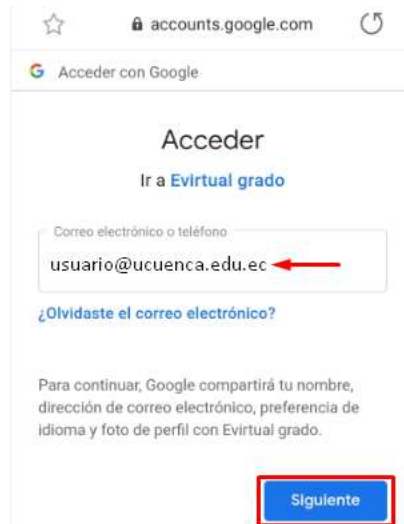 accounts.google.com
G Acceder con Google
Acceder
Ir a Evirtual grado
Correo electrónico o teléfono
usuario@ucuenca.edu.ec
¿Olvidaste el correo electrónico?
Para continuar, Google compartirá tu nombre,
dirección de correo electrónico, preferencia de
idioma y foto de perfil con Evirtual grado.
Siguiente